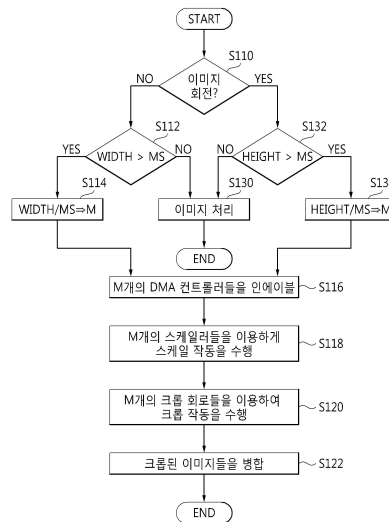 START
S110
이미지
회전?
NO
YES
S112
WIDTH > MS
YES
NO
S132
HEIGHT > MS
NO
YES
S114
WIDTH/MS⇒M
S130
이미지 처리
S13
HEIGHT/MS⇒M
END
M개의 DMA 컨트롤러들을 인에이블
S116
M개의 스케일러들을 이용하게
스케일 작동을 수행
S118
M개의 크롭 회로들을 이용하여
크롭 작동을 수행
S120
크롭된 이미지들을 병합
S122
END